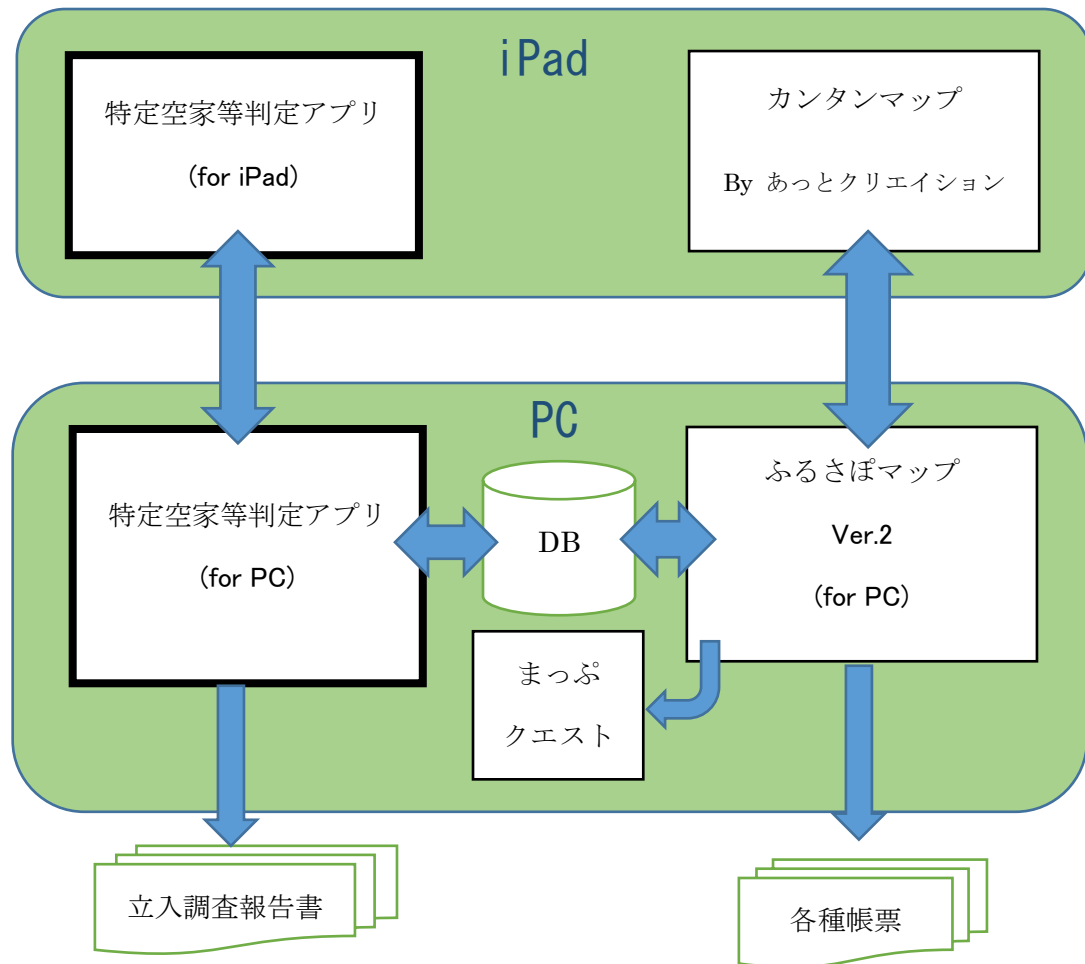 iPad
特定空家等判定アプリ
(for iPad)
カンタンマップ
By あっとクリエイション
PC
特定空家等判定アプリ
(for PC)
DB
ふるさぽマップ
Ver.2
(for PC)
まっぷ
クエスト
立入調査報告書
各種帳票